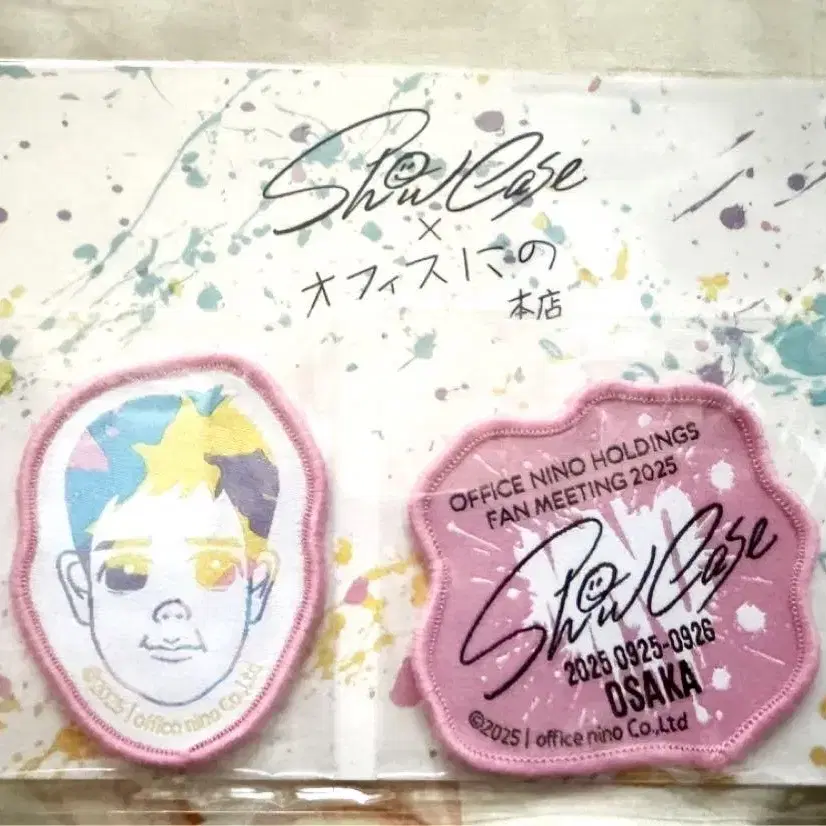 ShowCase
×
オフィスにの
本店
©2025 | office nino Co.,Ltd
OFFICE NINO HOLDINGS
FAN MEETING 2025
ShowCase
2025 0925-0926
OSAKA
©2025 | office nino Co.,Ltd